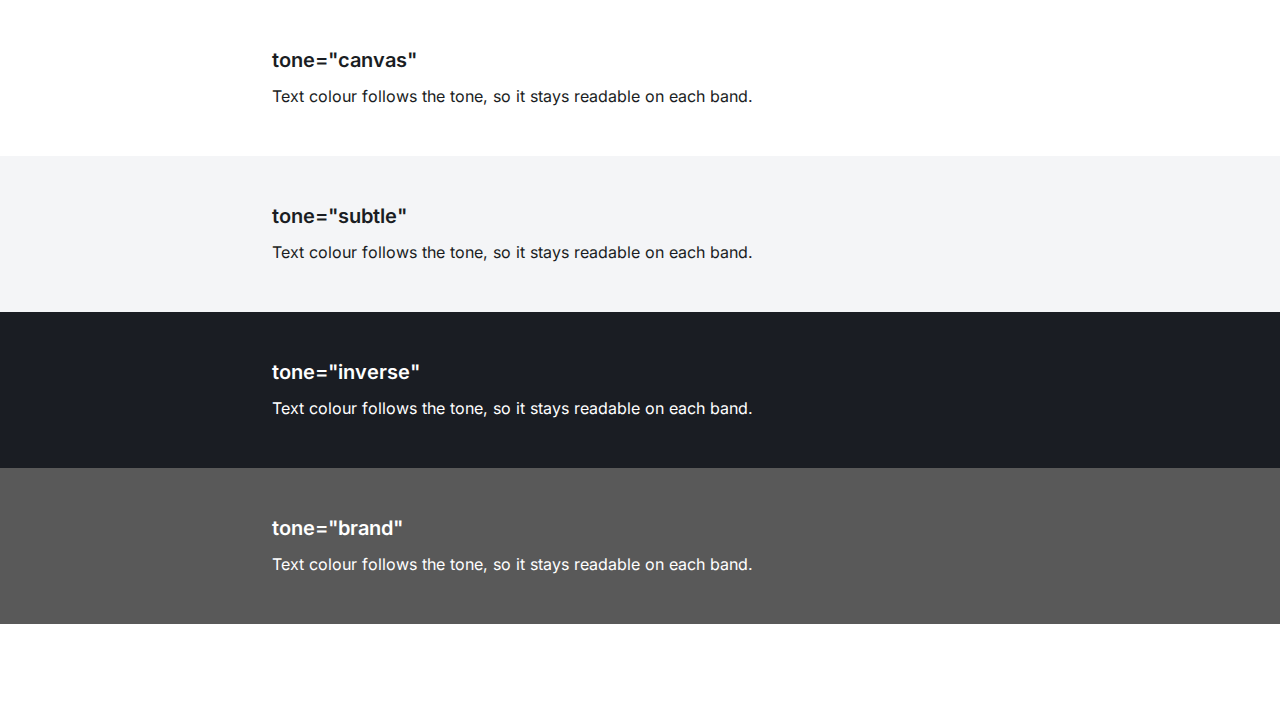 tone="canvas"
Text colour follows the tone, so it stays readable on each band.
tone="subtle"
Text colour follows the tone, so it stays readable on each band.
tone="inverse"
Text colour follows the tone, so it stays readable on each band.
tone="brand"
Text colour follows the tone, so it stays readable on each band.